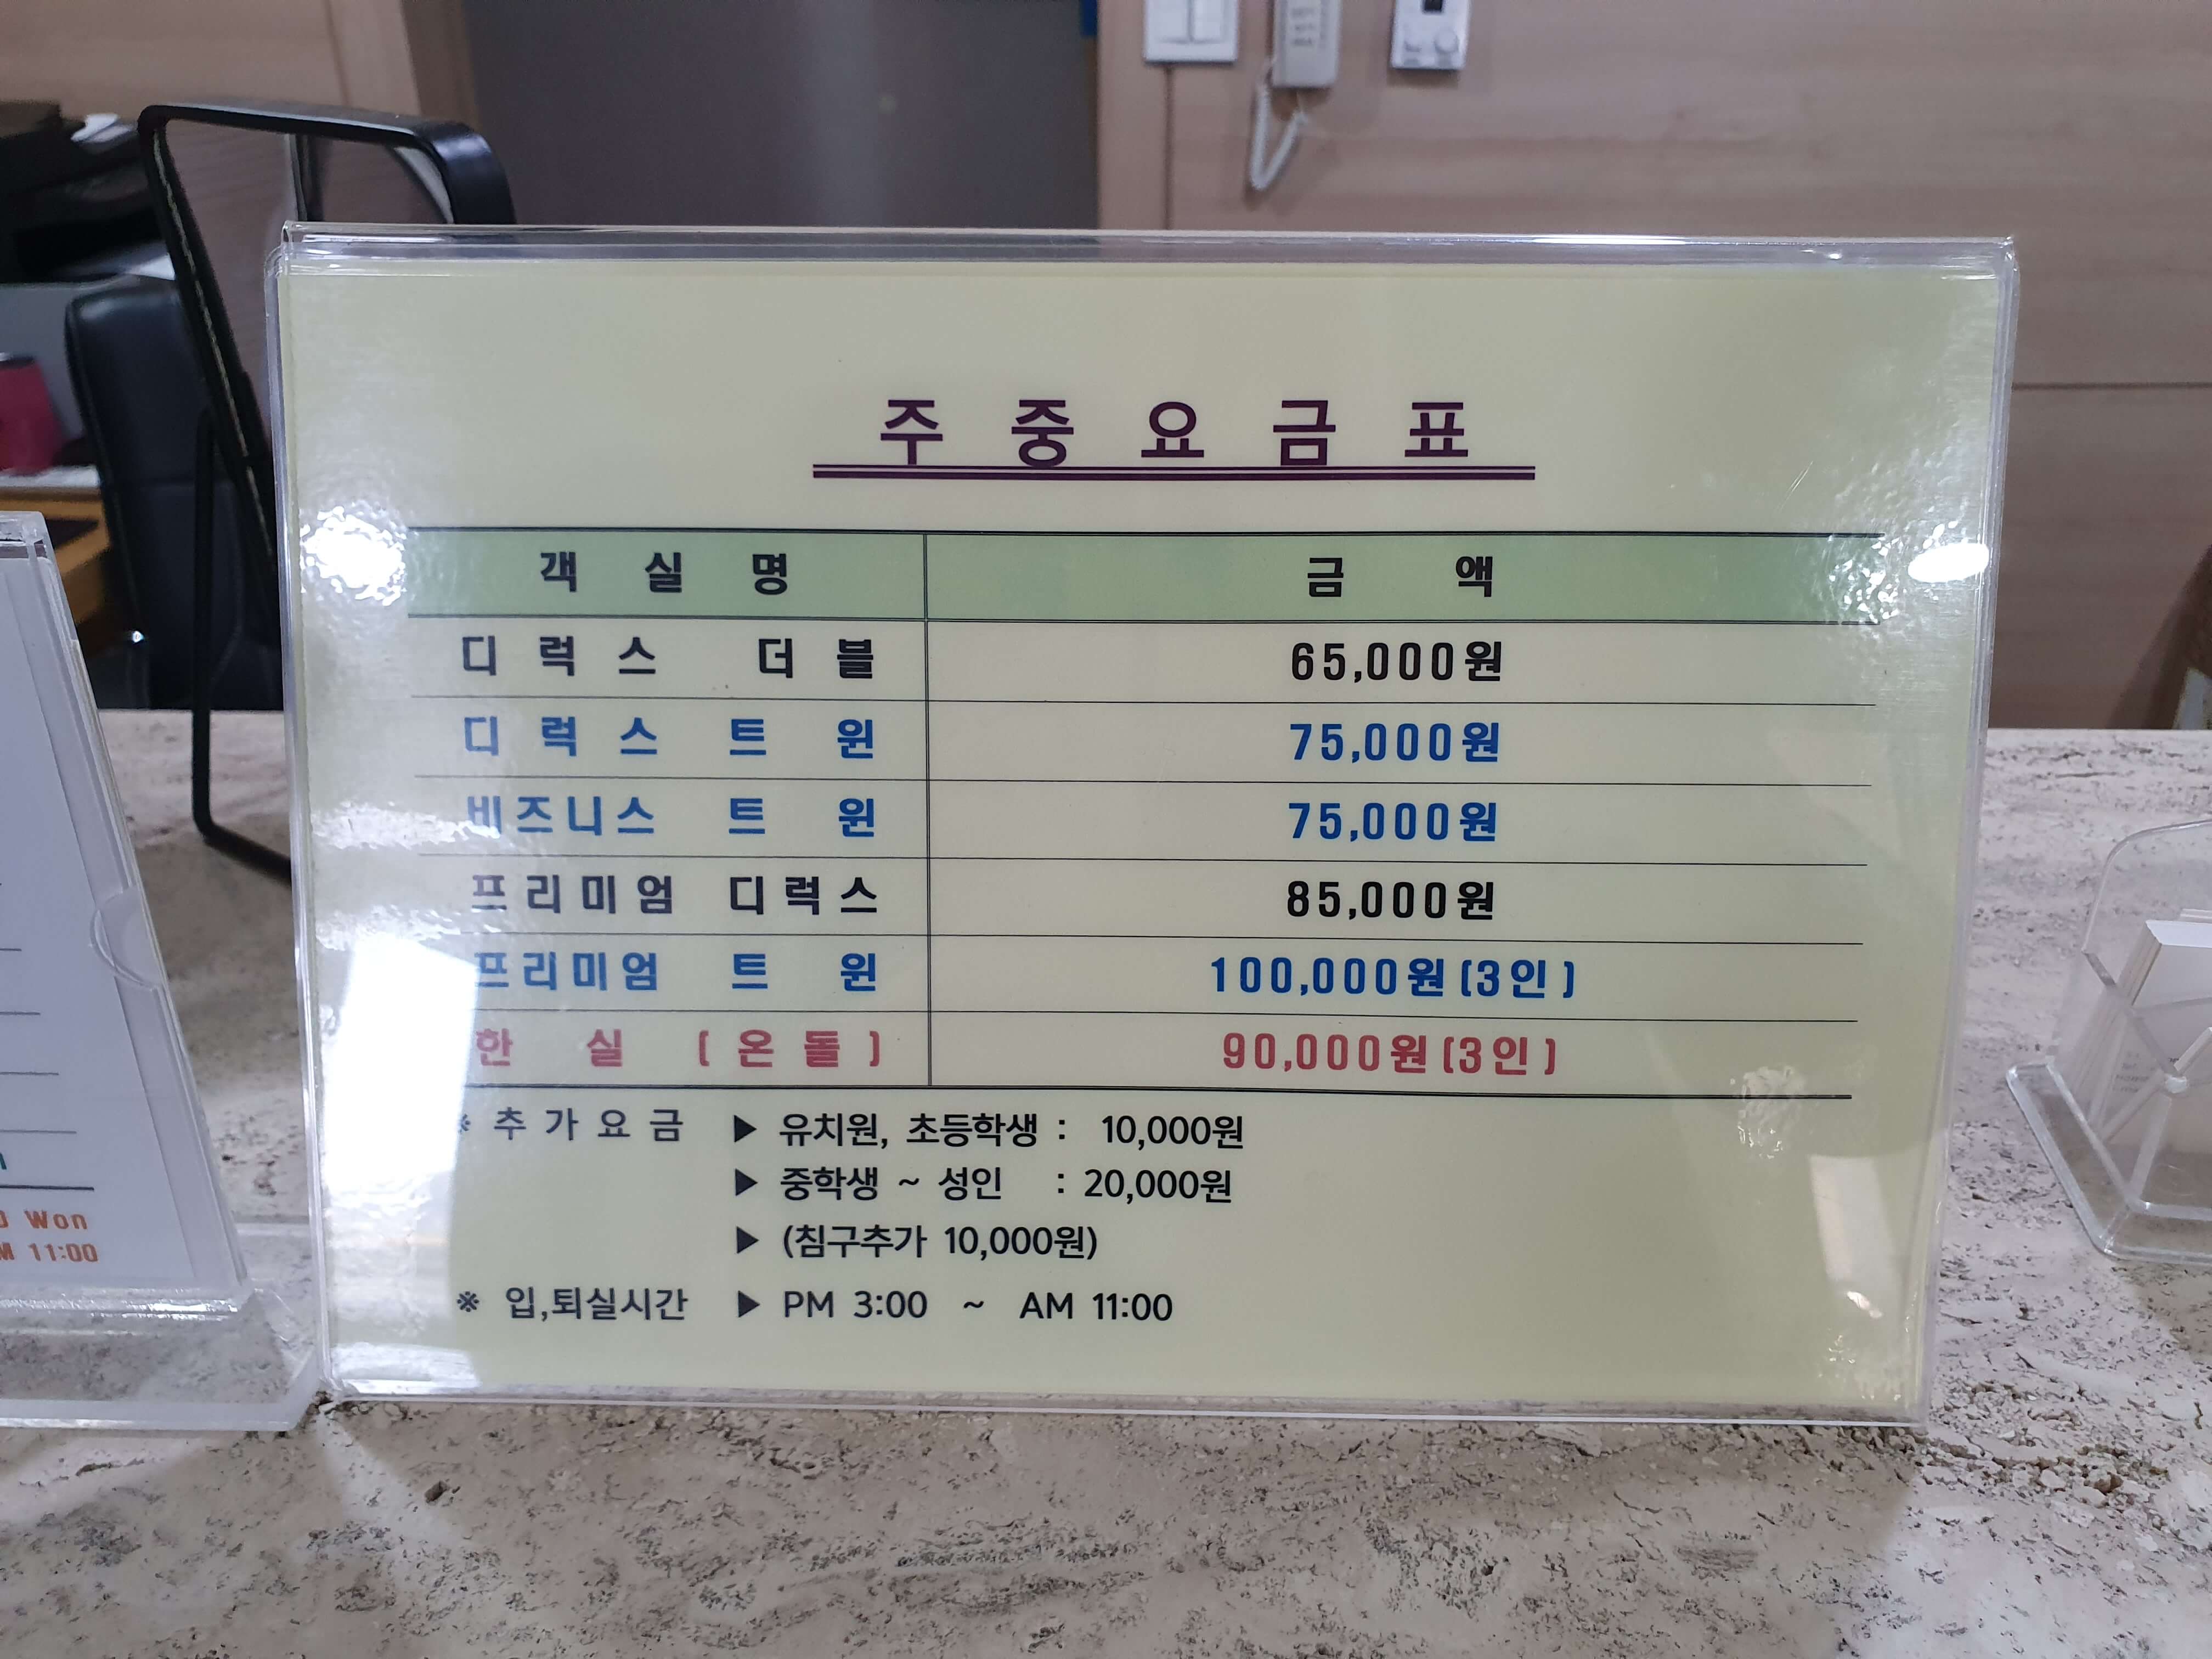 주중요금표
객실명 금액
디럭스 더블 65,000원
디럭스 트윈 75,000원
비즈니스 트윈 75,000원
프리미엄 디럭스 85,000원
프리미엄 트윈 100,000원(3인)
한실(온돌) 90,000원(3인)
※ 추가요금 ▶ 유치원, 초등학생 : 10,000원
▶ 중학생 ~ 성인 : 20,000원
▶ (침구추가 10,000원)
※ 입,퇴실시간 ▶ PM 3:00 ~ AM 11:00
Won
11:00